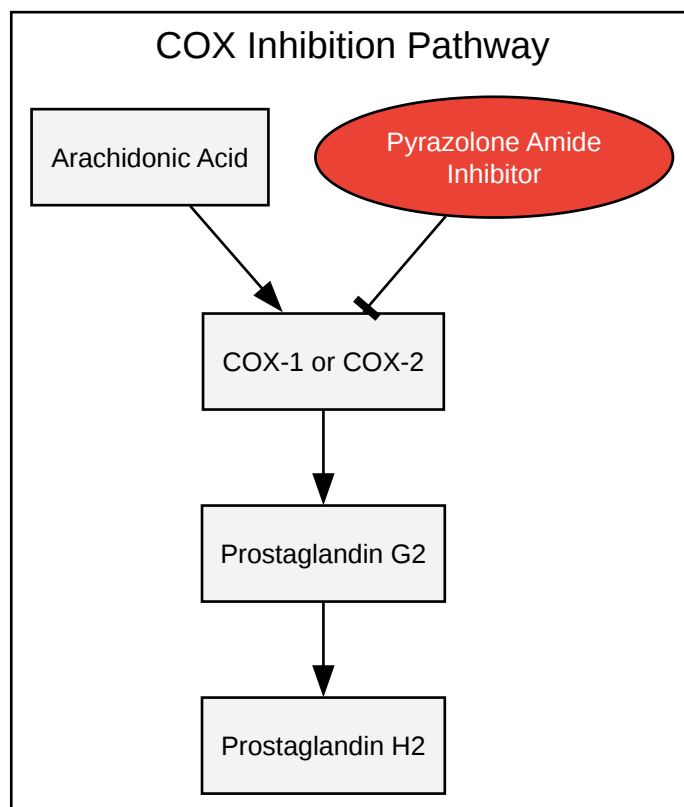 COX Inhibition Pathway
Arachidonic Acid
Pyrazolone Amide
Inhibitor
COX-1 or COX-2
Prostaglandin G2
Prostaglandin H2